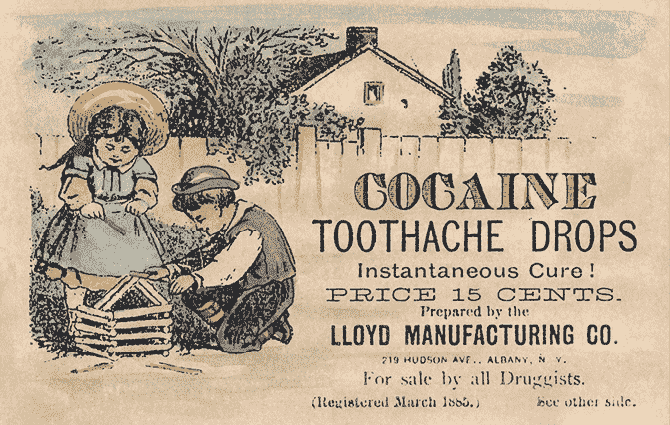 COCAINE
TOOTHACHE DROPS
Instantaneous Cure!
PRICE 15 CENTS.
Prepared by the
LLOYD MANUFACTURING CO.
219 HUDSON AVE., ALBANY, N. Y.
For sale by all Druggists.
(Registered March 1885.) See other side.